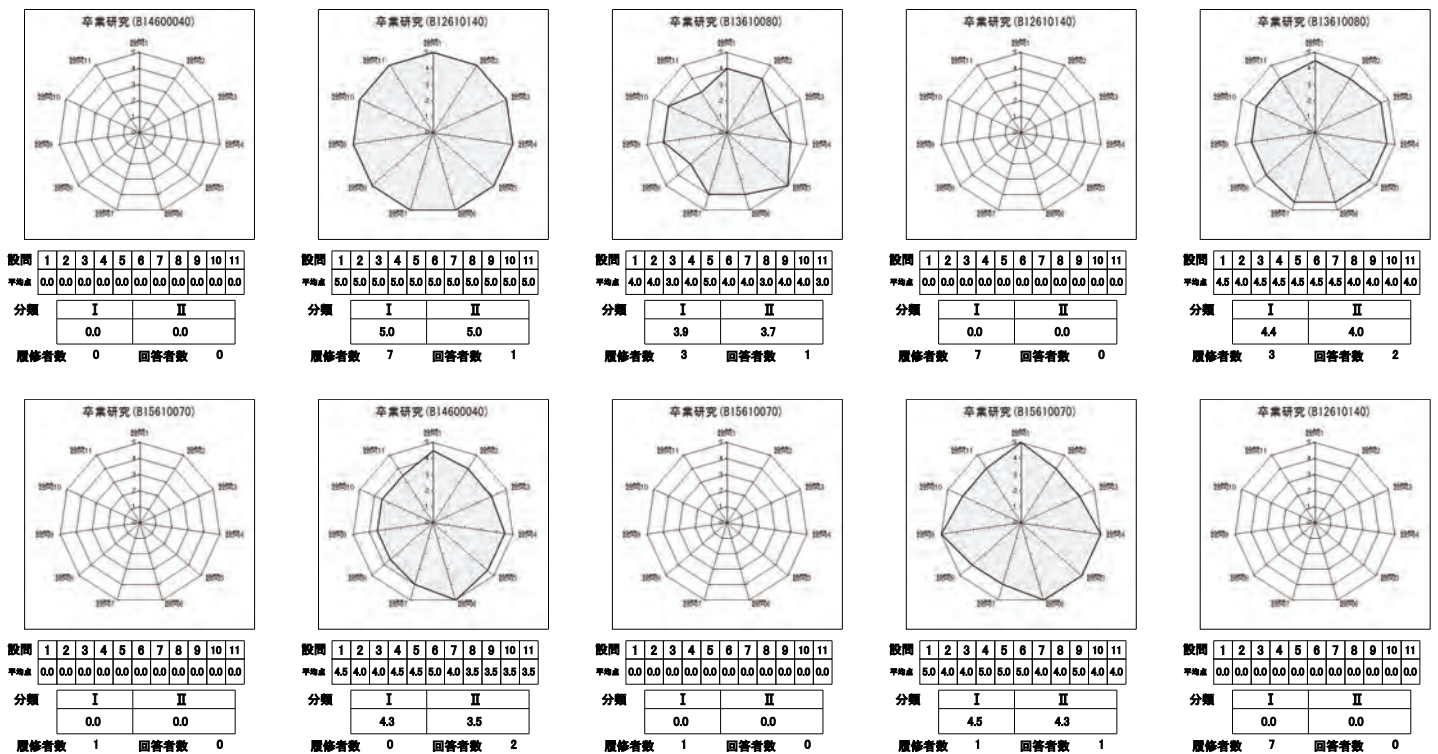 卒業研究(B14600040)
設問 1 2 3 4 5 6 7 8 9 10 11
平均点 0.0 0.0 0.0 0.0 0.0 0.0 0.0 0.0 0.0 0.0 0.0
分類 I II
0.0 0.0
履修者数 0 回答者数 0
卒業研究(B12610140)
設問 1 2 3 4 5 6 7 8 9 10 11
平均点 5.0 5.0 5.0 5.0 5.0 5.0 5.0 5.0 5.0 5.0 5.0
分類 I II
5.0 5.0
履修者数 7 回答者数 1
卒業研究(B13610080)
設問 1 2 3 4 5 6 7 8 9 10 11
平均点 4.0 4.0 3.0 4.0 5.0 4.0 4.0 3.0 4.0 4.0 3.0
分類 I II
3.9 3.7
履修者数 3 回答者数 1
卒業研究(B12610140)
設問 1 2 3 4 5 6 7 8 9 10 11
平均点 0.0 0.0 0.0 0.0 0.0 0.0 0.0 0.0 0.0 0.0 0.0
分類 I II
0.0 0.0
履修者数 7 回答者数 0
卒業研究(B13610080)
設問 1 2 3 4 5 6 7 8 9 10 11
平均点 4.5 4.0 4.5 4.5 4.5 4.5 4.5 4.0 4.0 4.0 4.0
分類 I II
4.4 4.0
履修者数 3 回答者数 2
卒業研究(B15610070)
設問 1 2 3 4 5 6 7 8 9 10 11
平均点 0.0 0.0 0.0 0.0 0.0 0.0 0.0 0.0 0.0 0.0 0.0
分類 I II
0.0 0.0
履修者数 1 回答者数 0
卒業研究(B14600040)
設問 1 2 3 4 5 6 7 8 9 10 11
平均点 4.5 4.0 4.0 4.5 4.5 5.0 4.0 3.5 3.5 3.5 3.5
分類 I II
4.3 3.5
履修者数 0 回答者数 2
卒業研究(B15610070)
設問 1 2 3 4 5 6 7 8 9 10 11
平均点 0.0 0.0 0.0 0.0 0.0 0.0 0.0 0.0 0.0 0.0 0.0
分類 I II
0.0 0.0
履修者数 1 回答者数 0
卒業研究(B15610070)
設問 1 2 3 4 5 6 7 8 9 10 11
平均点 5.0 4.0 4.0 5.0 5.0 5.0 4.0 4.0 5.0 4.0 4.0
分類 I II
4.5 4.3
履修者数 1 回答者数 1
卒業研究(B12610140)
設問 1 2 3 4 5 6 7 8 9 10 11
平均点 0.0 0.0 0.0 0.0 0.0 0.0 0.0 0.0 0.0 0.0 0.0
分類 I II
0.0 0.0
履修者数 7 回答者数 0